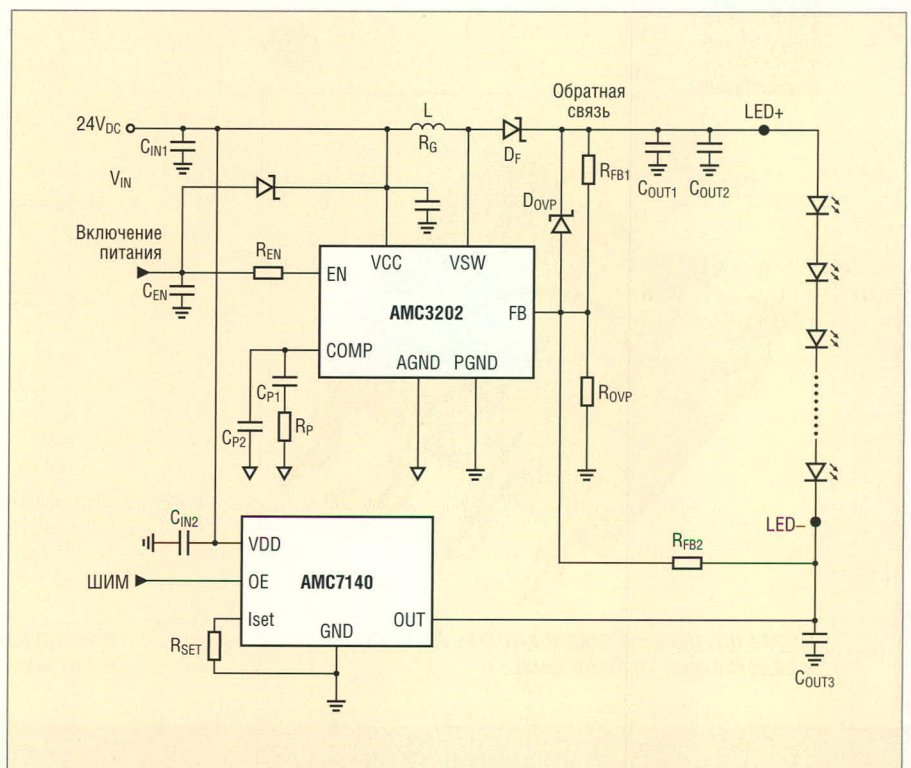 Обратная
связь
LED+
24V_DC
L
C_IN1
R_G
D_F
R_FB1
C_OUT1
C_OUT2
V_IN
D_OVP
Включение
питания
R_EN
VCC
VSW
EN
C_EN
AMC3202
FB
COMP
AGND
PGND
C_P1
R_OVP
C_P2
R_P
C_IN2
LED–
VDD
R_FB2
ШИМ
OE
AMC7140
Iset
OUT
GND
R_SET
C_OUT3